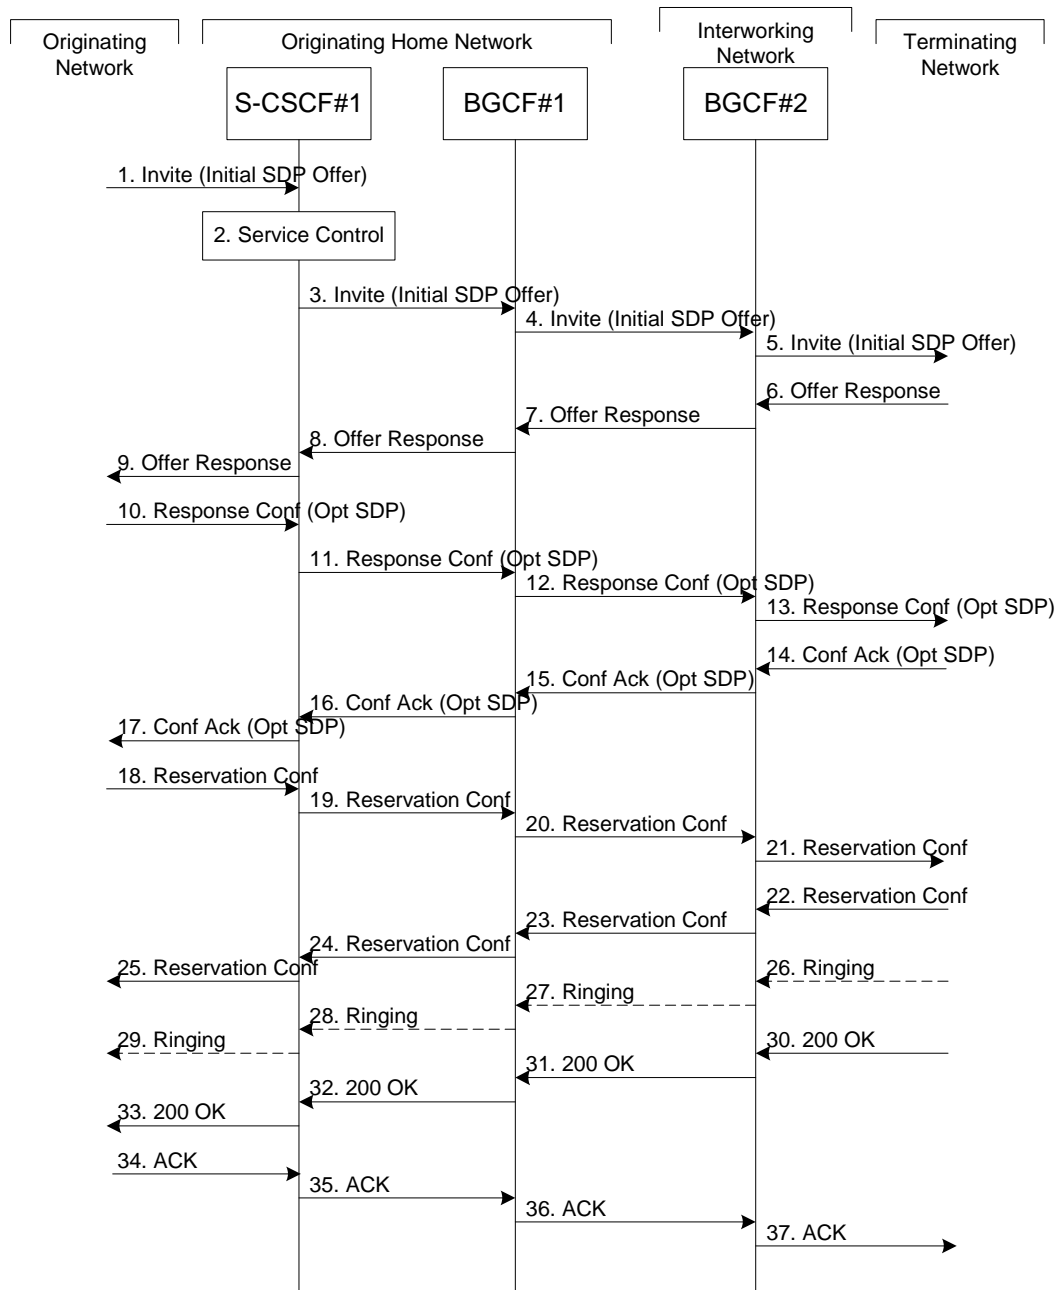 Originating
Network
Originating Home Network
Interworking
Network
Terminating
Network
S-CSCF#1
BGCF#1
BGCF#2
1. Invite (Initial SDP Offer)
2. Service Control
3. Invite (Initial SDP Offer)
4. Invite (Initial SDP Offer)
5. Invite (Initial SDP Offer)
6. Offer Response
7. Offer Response
8. Offer Response
9. Offer Response
10. Response Conf (Opt SDP)
11. Response Conf (Opt SDP)
12. Response Conf (Opt SDP)
13. Response Conf (Opt SDP)
14. Conf Ack (Opt SDP)
15. Conf Ack (Opt SDP)
16. Conf Ack (Opt SDP)
17. Conf Ack (Opt SDP)
18. Reservation Conf
19. Reservation Conf
20. Reservation Conf
21. Reservation Conf
22. Reservation Conf
23. Reservation Conf
24. Reservation Conf
25. Reservation Conf
26. Ringing
27. Ringing
28. Ringing
29. Ringing
30. 200 OK
31. 200 OK
32. 200 OK
33. 200 OK
34. ACK
35. ACK
36. ACK
37. ACK